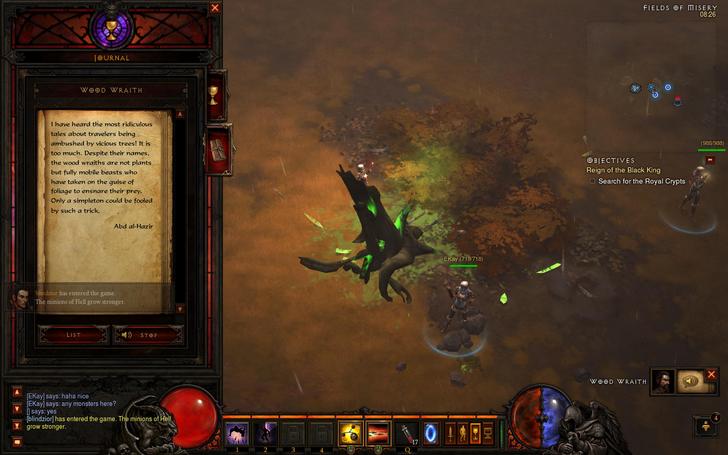 JOURNAL
WOOD WRAITH
I have heard the most ridiculous
tales about travelers being
ambushed by vicious trees! It is
too much. Despite their names,
the wood wraiths are not plants
but fully mobile beasts who
have taken on the guise of
foliage to ensnare their prey.
Only a simpleton could be fooled
by such a trick.
Abd al-Hazir
has entered the game.
The minions of Hell grow stronger.
LIST
STOP
[EKay] says: haha nice
[EKay] says: any monsters here?
[] says: yes
[blindzior] has entered the game. The minions of Hell
grow stronger.
FIELDS OF MISERY
08:26
(988/988)
OBJECTIVES
Reign of the Black King
Search for the Royal Crypts
EKay (718/718)
WOOD WRAITH
1
2
3
4
17
Q
4